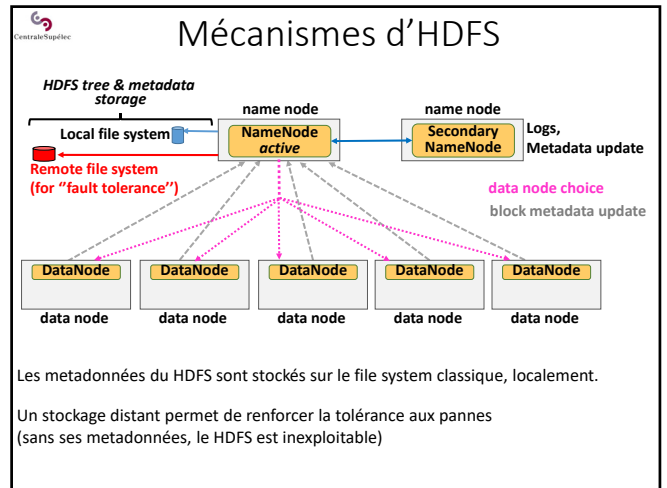 CentraleSupélec
Mécanismes d’HDFS
HDFS tree & metadata
storage
name node
name node
Local file system
NameNode
active
Secondary
NameNode
Logs,
Metadata update
Remote file system
(for ‘’fault tolerance’’)
data node choice
block metadata update
DataNode
DataNode
DataNode
DataNode
DataNode
data node
data node
data node
data node
data node
Les metadonnées du HDFS sont stockés sur le file system classique, localement.
Un stockage distant permet de renforcer la tolérance aux pannes
(sans ses metadonnées, le HDFS est inexploitable)